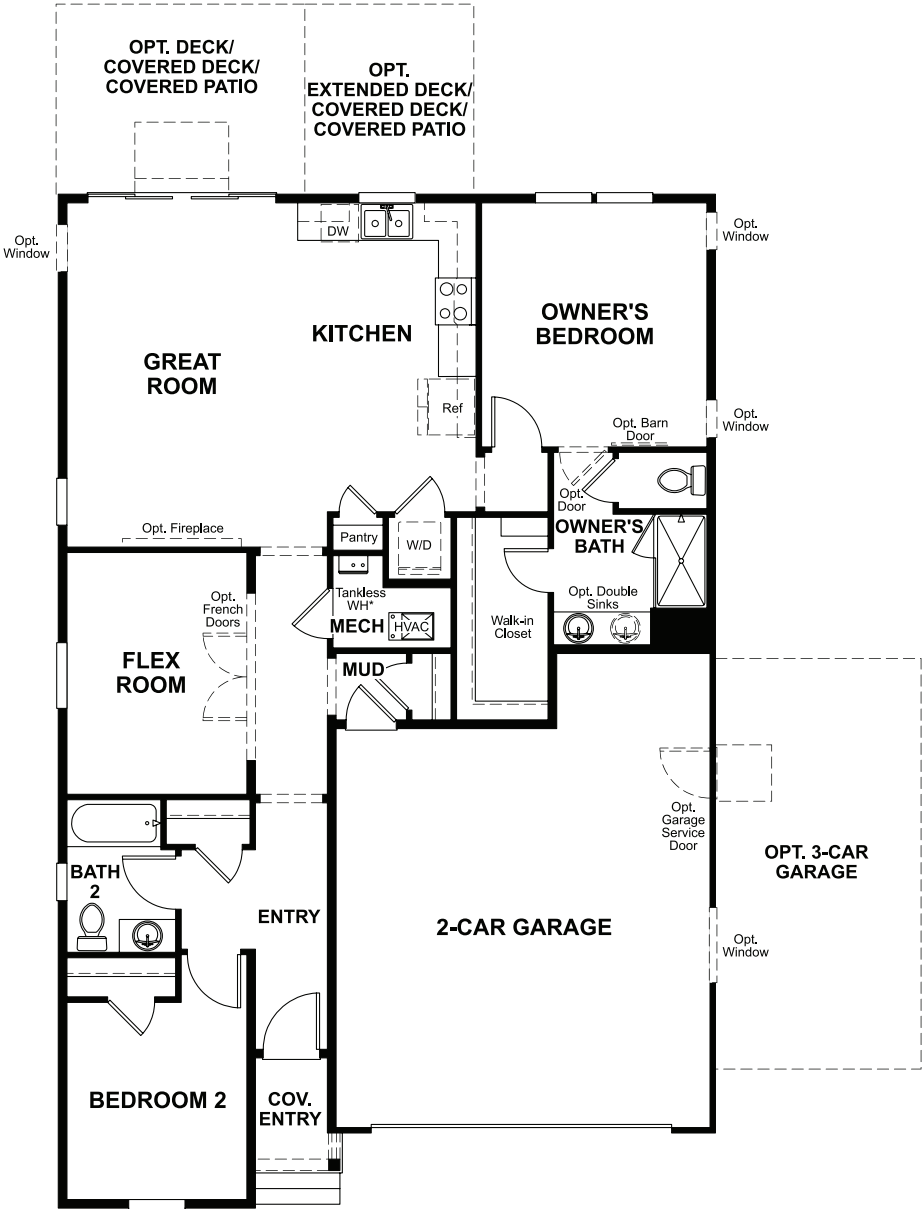 OPT. DECK/
COVERED DECK/
COVERED PATIO
OPT.
EXTENDED DECK/
COVERED DECK/
COVERED PATIO
Opt.
Window
DW
Opt.
Window
KITCHEN
OWNER'S
BEDROOM
GREAT
ROOM
Ref
Opt. Barn
Door
Opt.
Window
Opt.
Door
Opt. Fireplace
Pantry
W/D
OWNER'S
BATH
Opt.
French
Doors
Tankless
WH*
MECH
HVAC
Opt. Double
Sinks
Walk-in
Closet
FLEX
ROOM
MUD
Opt.
Garage
Service
Door
OPT. 3-CAR
GARAGE
BATH
2
ENTRY
2-CAR GARAGE
Opt.
Window
BEDROOM 2
COV.
ENTRY